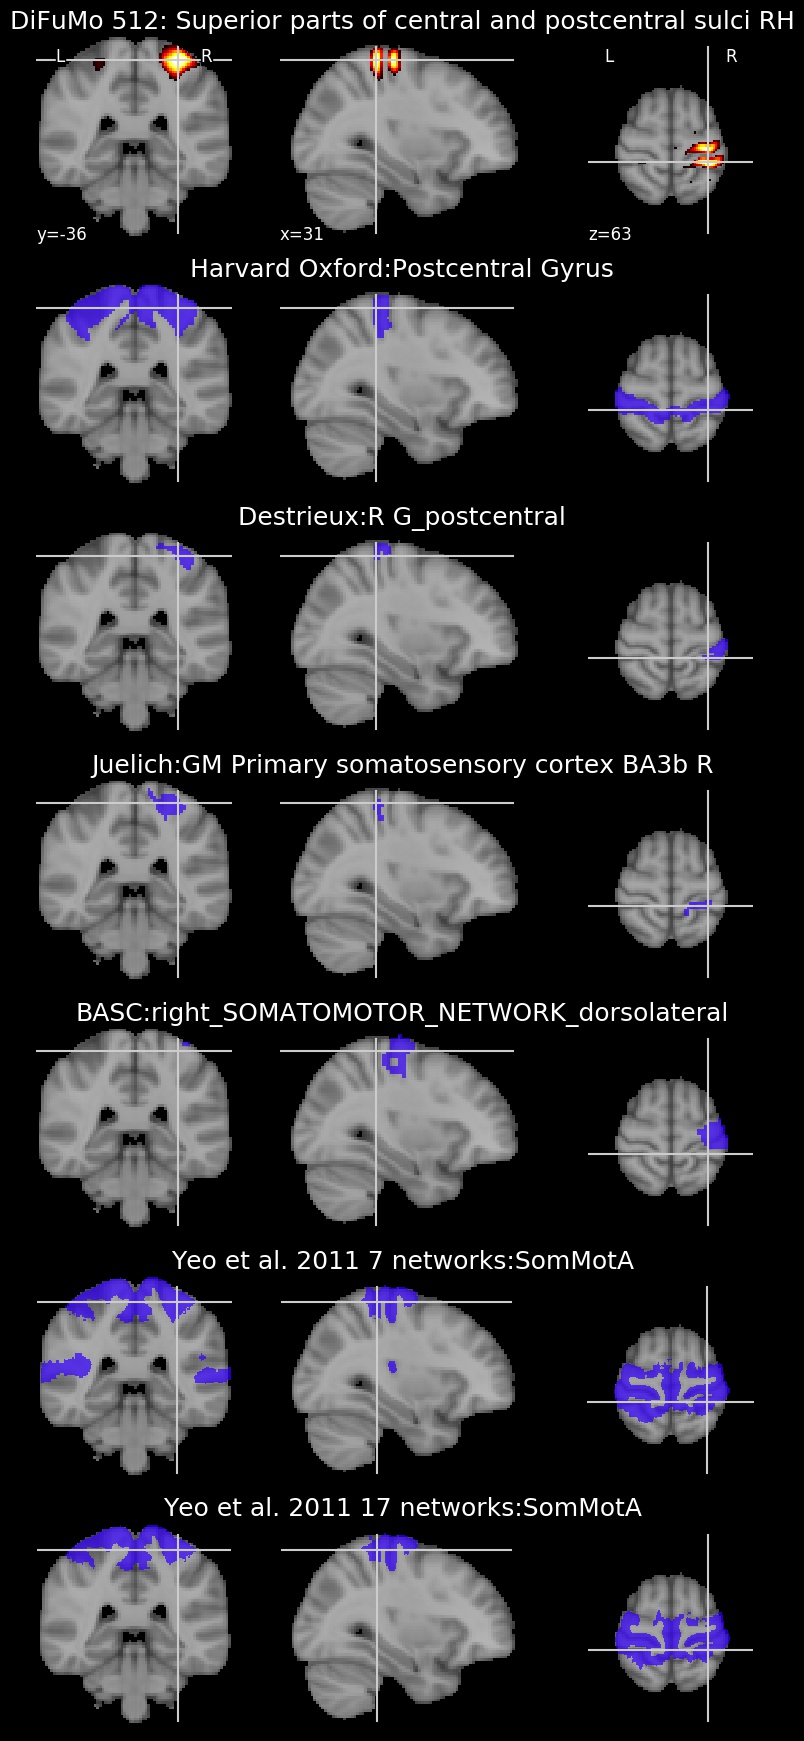 DiFuMo 512: Superior parts of central and postcentral sulci RH
L R L R
y=-36 x=31 z=63
Harvard Oxford:Postcentral Gyrus
Destrieux:R G_postcentral
Juelich:GM Primary somatosensory cortex BA3b R
BASC:right_SOMATOMOTOR_NETWORK_dorsolateral
Yeo et al. 2011 7 networks:SomMotA
Yeo et al. 2011 17 networks:SomMotA